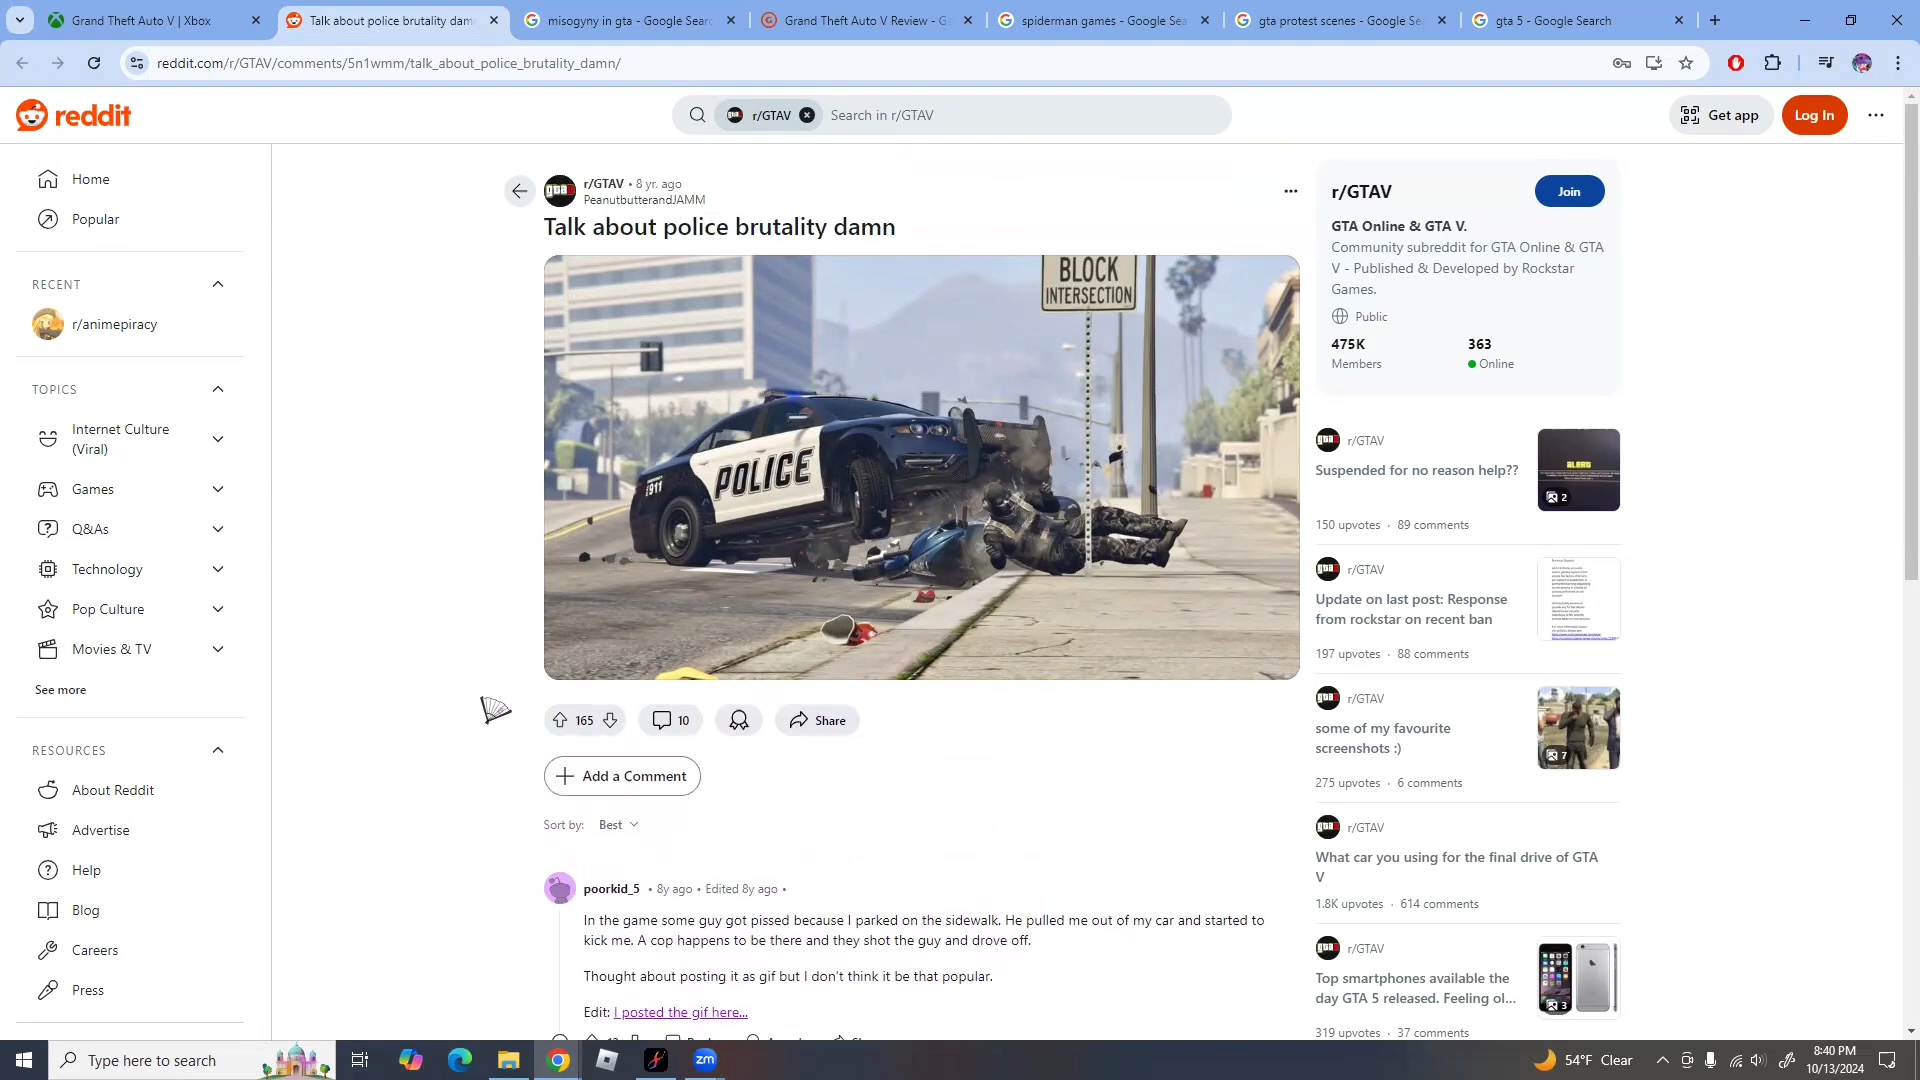 Grand Theft Auto V | Xbox
Talk about police brutality dam
misogyny in gta - Google Searc
Grand Theft Auto V Review - G
spiderman games - Google Sea
gta protest scenes - Google Se
gta 5 - Google Search
reddit.com/r/GTAV/comments/5n1wmm/talk_about_police_brutality_damn/
reddit
r/GTAV
Search in r/GTAV
Get app
Log In
Home
Popular
RECENT
r/animepiracy
TOPICS
Internet Culture
(Viral)
Games
Q&As
Technology
Pop Culture
Movies & TV
See more
RESOURCES
About Reddit
Advertise
Help
Blog
Careers
Press
r/GTAV • 8 yr. ago
PeanutbutterandJAMM
Talk about police brutality damn
BLOCK
INTERSECTION
POLICE
911
165
10
Share
Add a Comment
Sort by: Best
poorkid_5 • 8y ago • Edited 8y ago •
In the game some guy got pissed because I parked on the sidewalk. He pulled me out of my car and started to
kick me. A cop happens to be there and they shot the guy and drove off.
Thought about posting it as gif but I don't think it be that popular.
Edit: I posted the gif here...
r/GTAV
Join
GTA Online & GTA V.
Community subreddit for GTA Online & GTA
V - Published & Developed by Rockstar
Games.
Public
475K
363
Members
Online
r/GTAV
Suspended for no reason help??
ALERT
2
150 upvotes · 89 comments
r/GTAV
Update on last post: Response
from rockstar on recent ban
197 upvotes · 88 comments
r/GTAV
some of my favourite
screenshots :)
7
275 upvotes · 6 comments
r/GTAV
What car you using for the final drive of GTA
V
1.8K upvotes · 614 comments
r/GTAV
Top smartphones available the
day GTA 5 released. Feeling ol...
3
319 upvotes · 37 comments
Type here to search
zm
54°F Clear
8:40 PM
10/13/2024